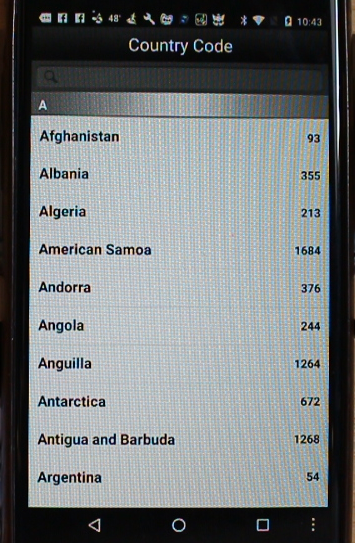 48° 10:43
Country Code
A
Afghanistan 93
Albania 355
Algeria 213
American Samoa 1684
Andorra 376
Angola 244
Anguilla 1264
Antarctica 672
Antigua and Barbuda 1268
Argentina 54